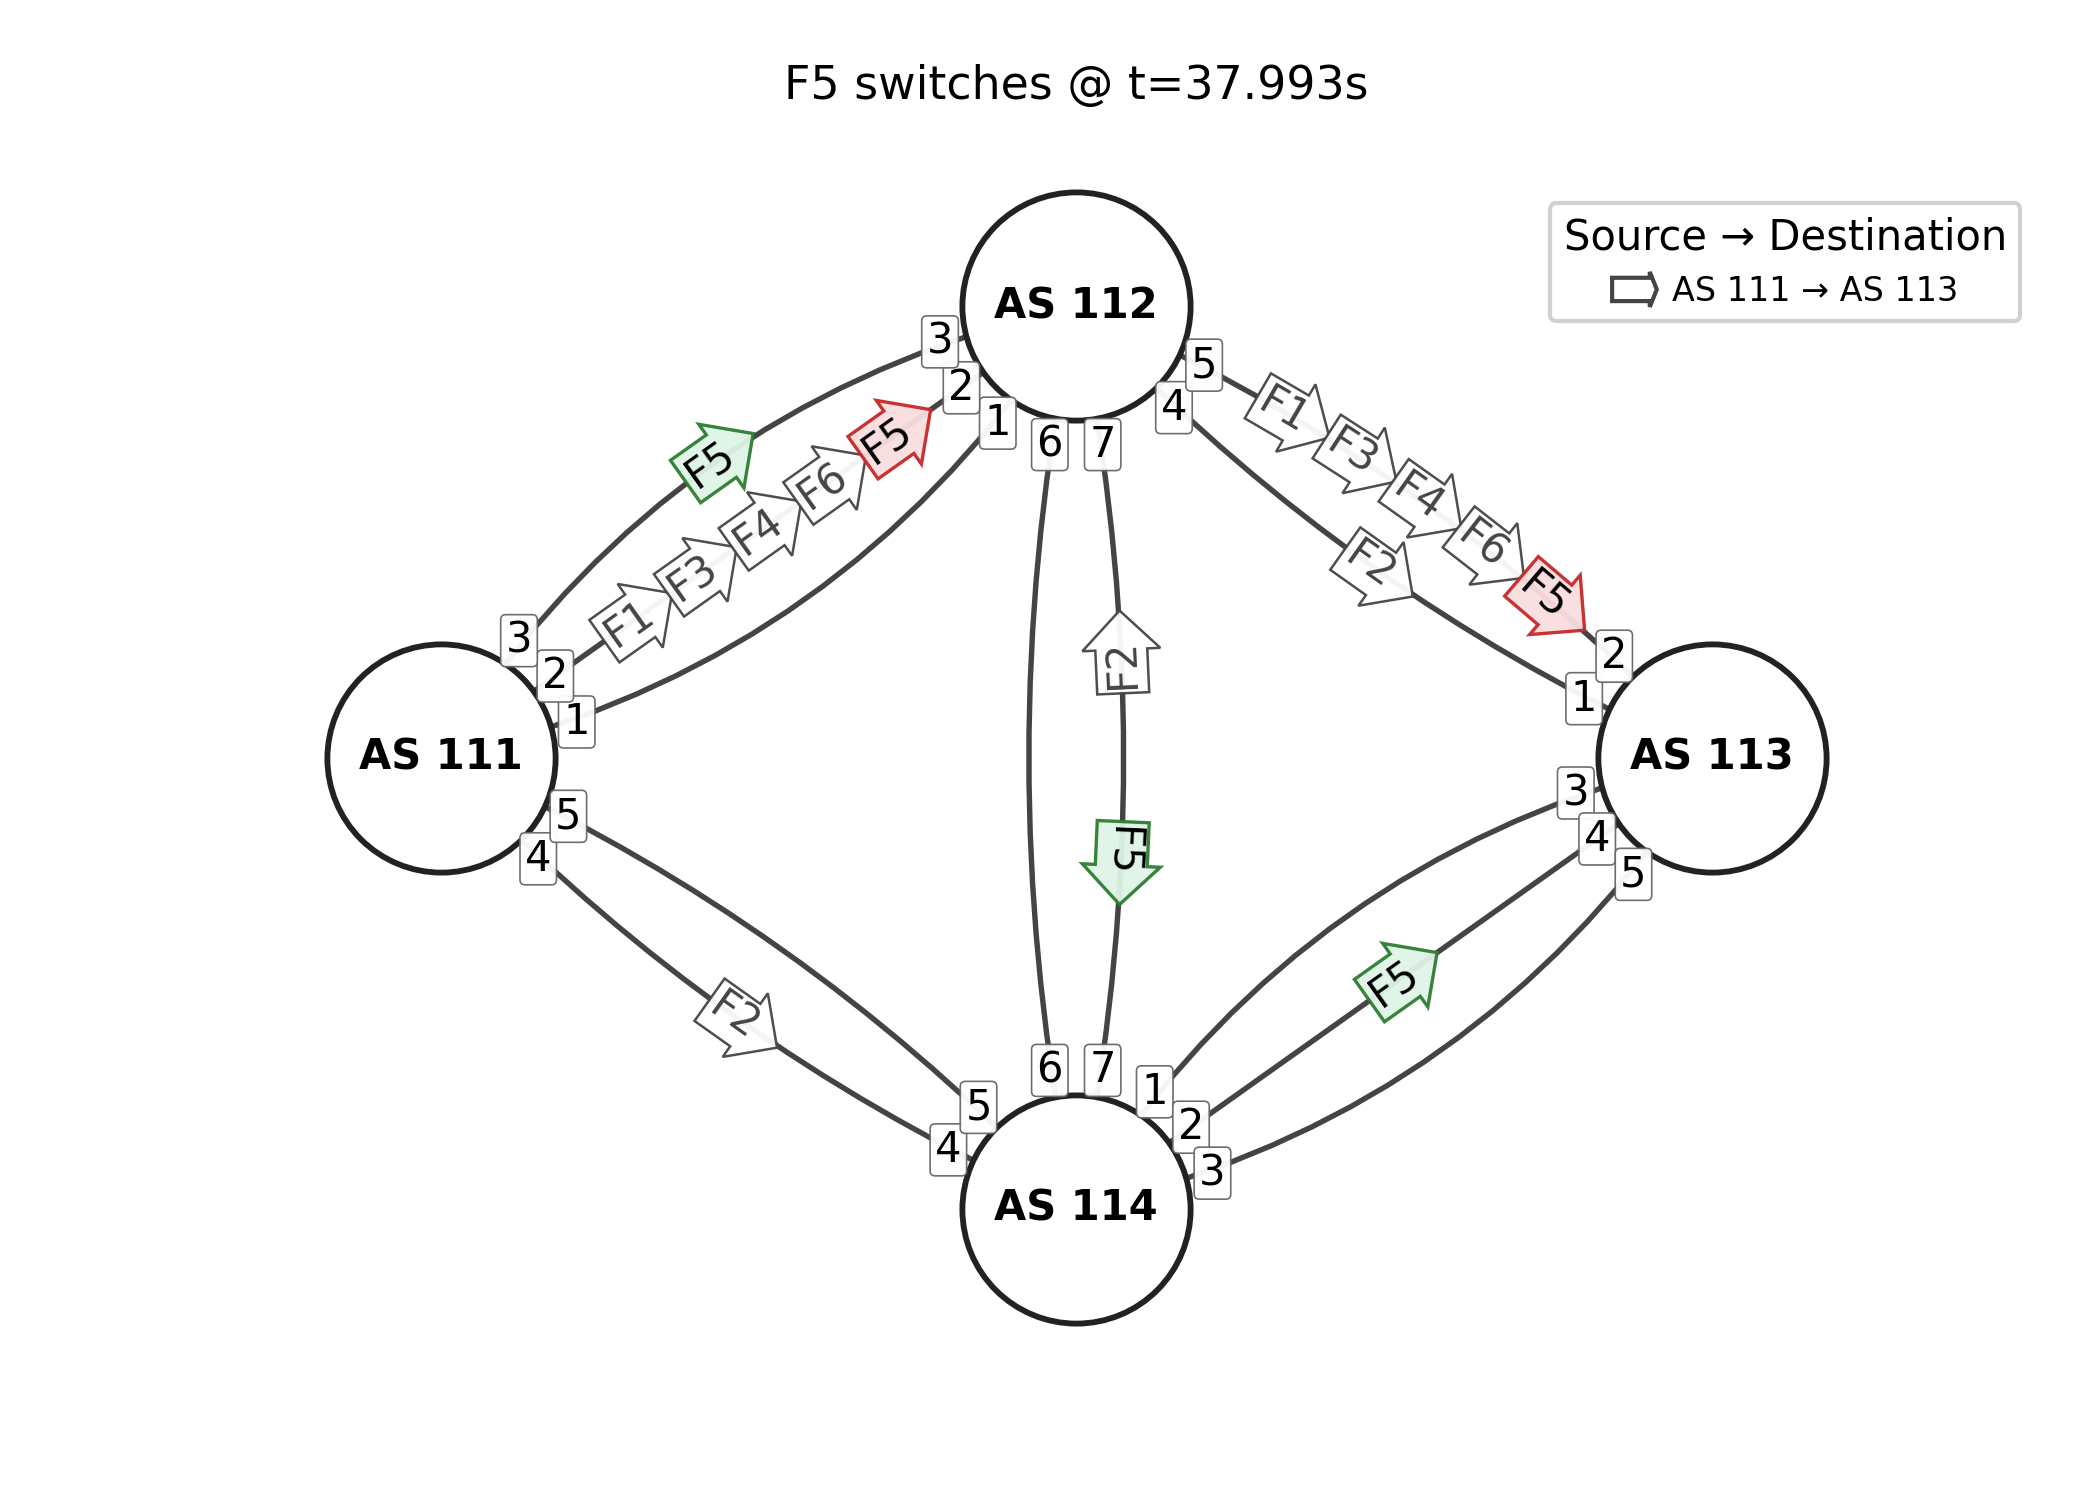 F5 switches @ t=37.993s
Source → Destination
AS 111 → AS 113
AS 112
3
2
1
6
7
4
5
F5
F1
F3
F4
F6
F5
F1
F3
F4
F6
F5
F2
3
2
1
AS 111
5
4
F2
F5
2
1
AS 113
3
4
5
F2
F5
6
7
1
2
3
5
4
AS 114